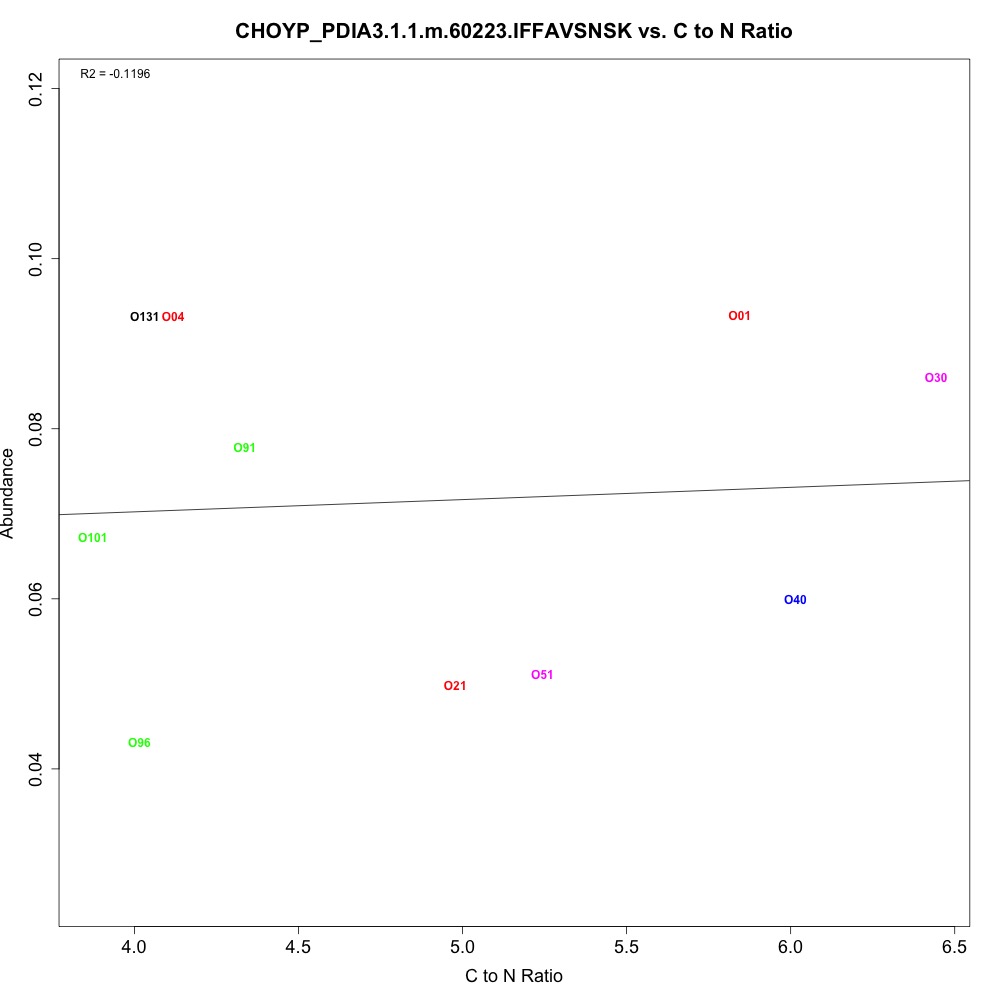 CHOYP_PDIA3.1.1.m.60223.IFFAVSNSK vs. C to N Ratio
R2 = -0.1196
0.12
0.10
O131 O04
O01
O30
0.08
O91
Abundance
O101
0.06
O40
O51
O21
O96
0.04
4.0 4.5 5.0 5.5 6.0 6.5
C to N Ratio